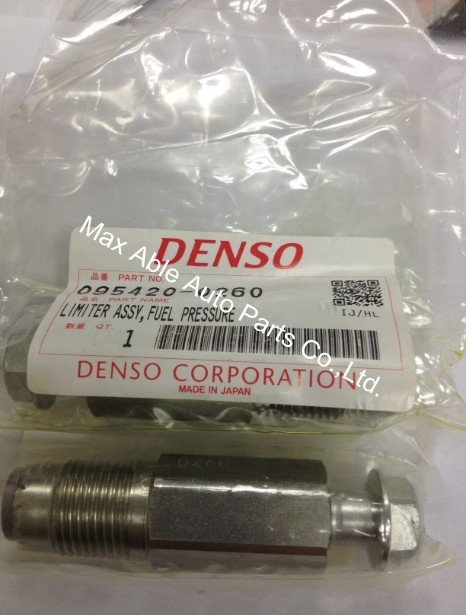 DENSO
品番 PART NO.
095420-0260
品名 PART NAME
LIMITER ASSY, FUEL PRESSURE
IJ/HL
数量 QT.
1
DENSO CORPORATION
MADE IN JAPAN
Max Able Auto Parts Co., Ltd.